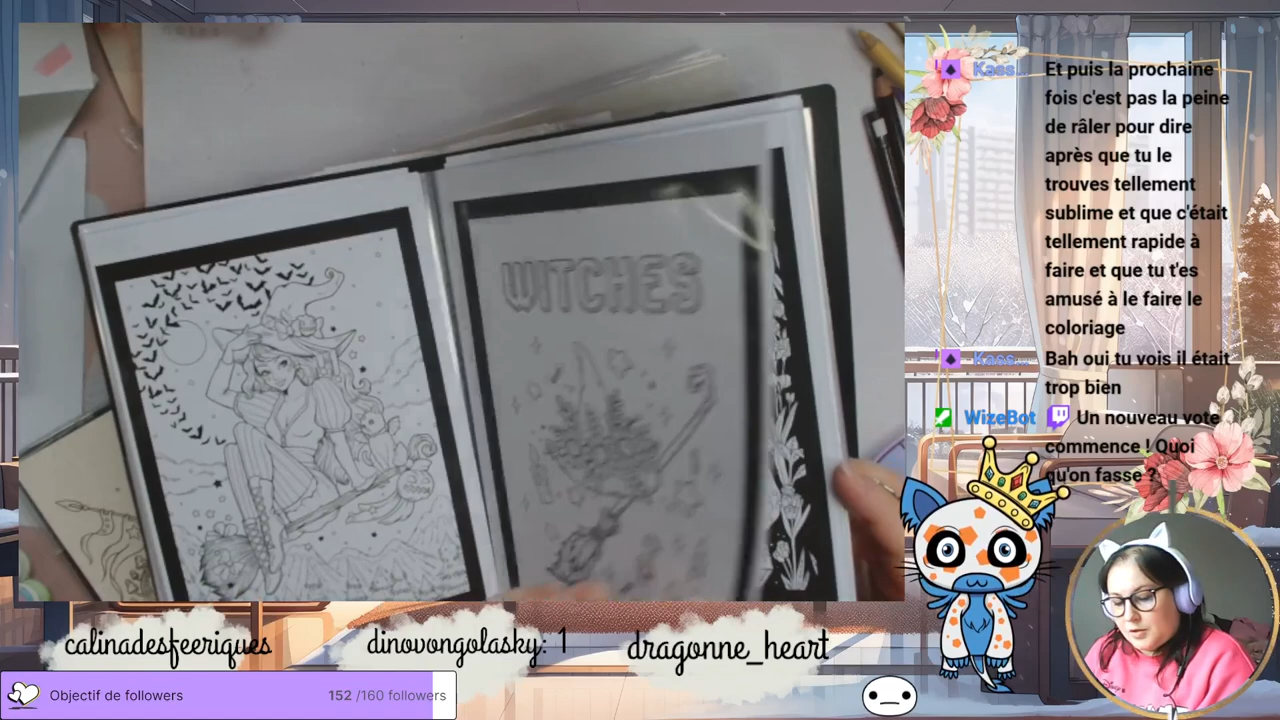 WITCHES
Kass...
Et puis la prochaine
fois c'est pas la peine
de râler pour dire
après que tu le
trouves tellement
sublime et que c'était
tellement rapide à
faire et que tu t'es
amusé à le faire le
coloriage
Kass... Bah oui tu vois il était
trop bien
WizeBot Un nouveau vote
commence ! Quoi
qu'on fasse ?
calinadesfeeriques
dinovongolasky: 1
dragonne_heart
Objectif de followers 152 /160 followers